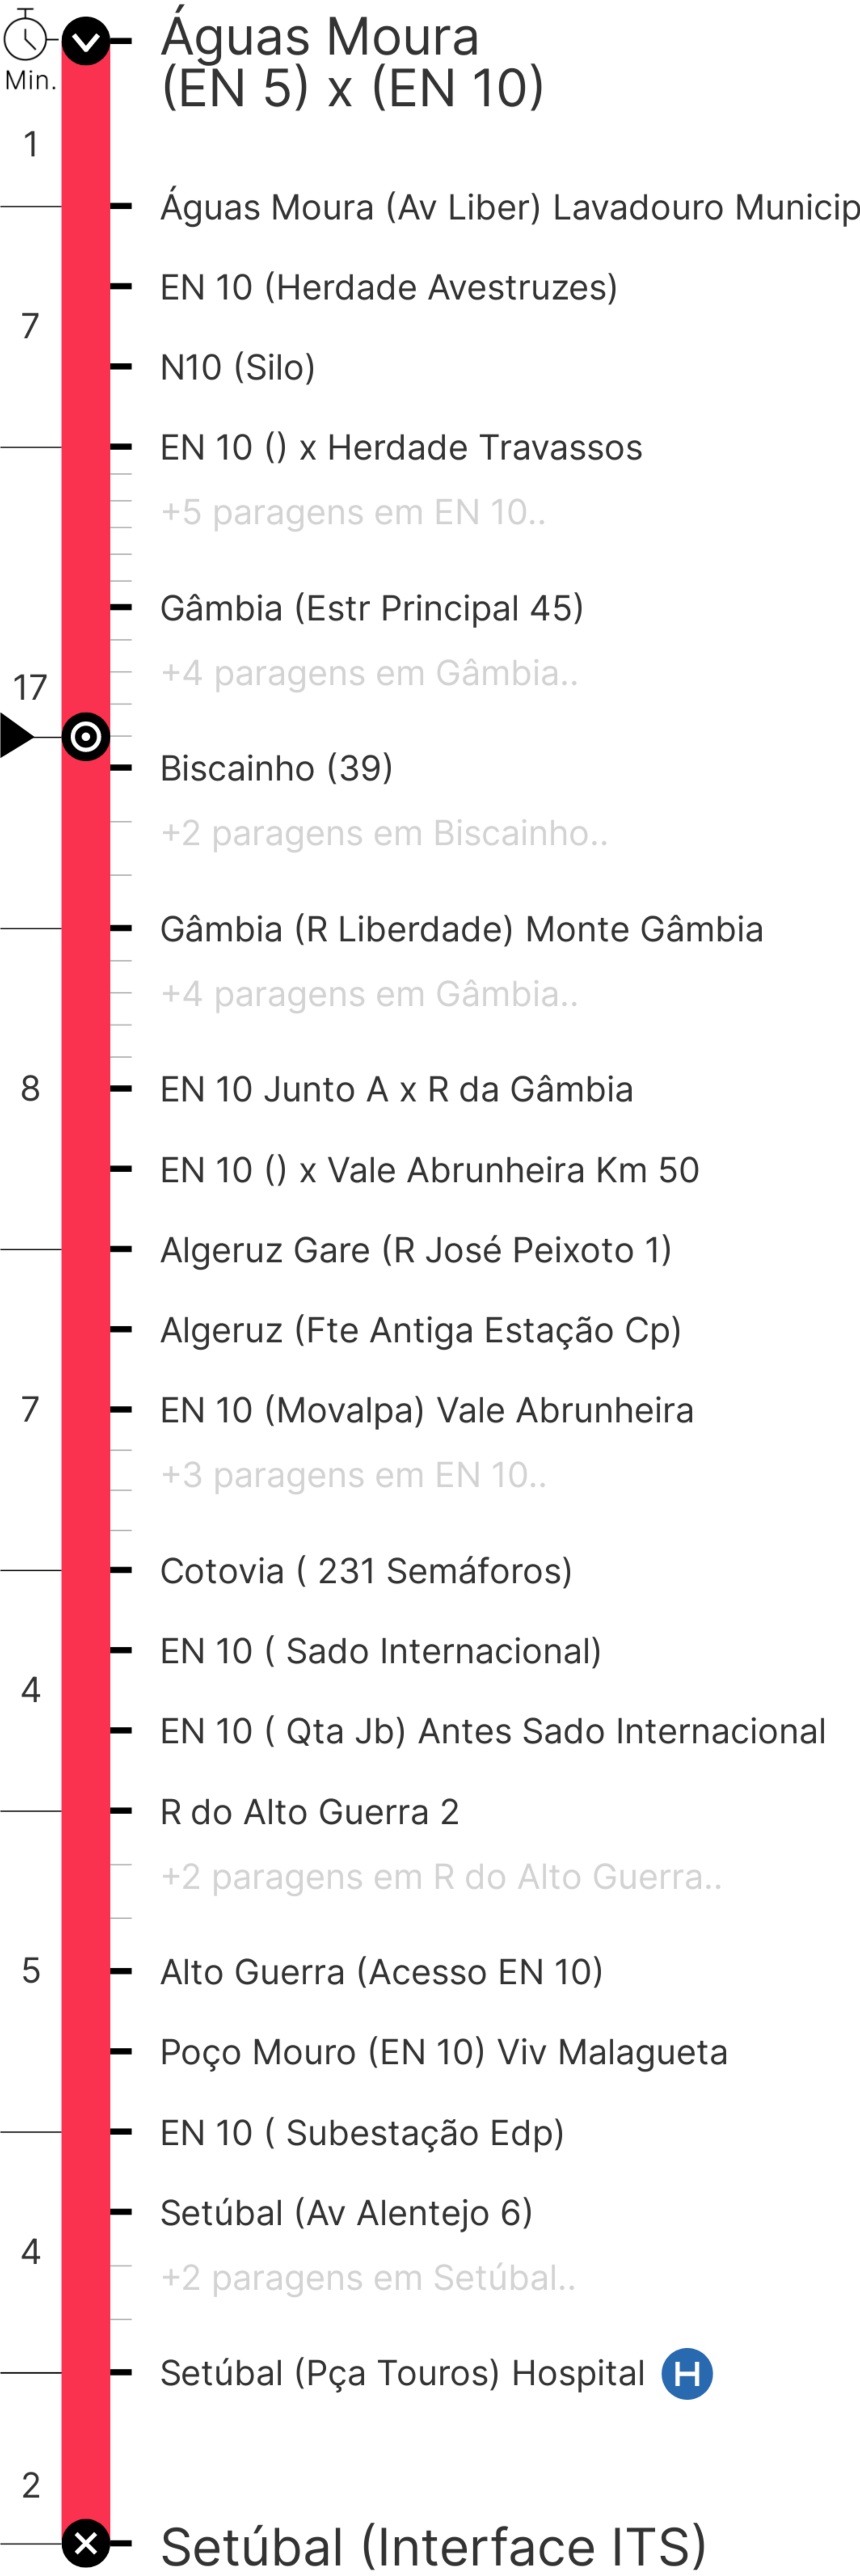 Águas Moura
(EN 5) x (EN 10)
Min.
1
Águas Moura (Av Liber) Lavadouro Municip
EN 10 (Herdade Avestruzes)
7
N10 (Silo)
EN 10 () x Herdade Travassos
+5 paragens em EN 10..
Gâmbia (Estr Principal 45)
+4 paragens em Gâmbia..
17
Biscainho (39)
+2 paragens em Biscainho..
Gâmbia (R Liberdade) Monte Gâmbia
+4 paragens em Gâmbia..
8
EN 10 Junto A x R da Gâmbia
EN 10 () x Vale Abrunheira Km 50
Algeruz Gare (R José Peixoto 1)
Algeruz (Fte Antiga Estação Cp)
7
EN 10 (Movalpa) Vale Abrunheira
+3 paragens em EN 10..
Cotovia ( 231 Semáforos)
EN 10 ( Sado Internacional)
4
EN 10 ( Qta Jb) Antes Sado Internacional
R do Alto Guerra 2
+2 paragens em R do Alto Guerra..
5
Alto Guerra (Acesso EN 10)
Poço Mouro (EN 10) Viv Malagueta
EN 10 ( Subestação Edp)
Setúbal (Av Alentejo 6)
4
+2 paragens em Setúbal..
Setúbal (Pça Touros) Hospital H
2
Setúbal (Interface ITS)